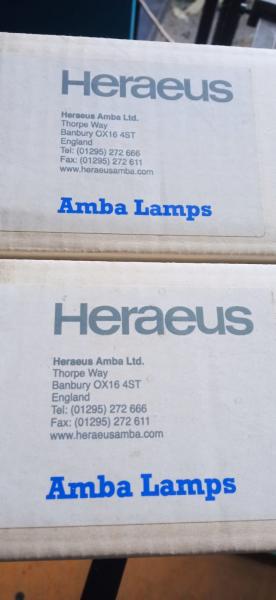 Heraeus
Heraeus Amba Ltd.
Thorpe Way
Banbury OX16 4ST
England
Tel: (01295) 272 666
Fax: (01295) 272 611
www.heraeusamba.com
Amba Lamps
Heraeus
Heraeus Amba Ltd.
Thorpe Way
Banbury OX16 4ST
England
Tel: (01295) 272 666
Fax: (01295) 272 611
www.heraeusamba.com
Amba Lamps